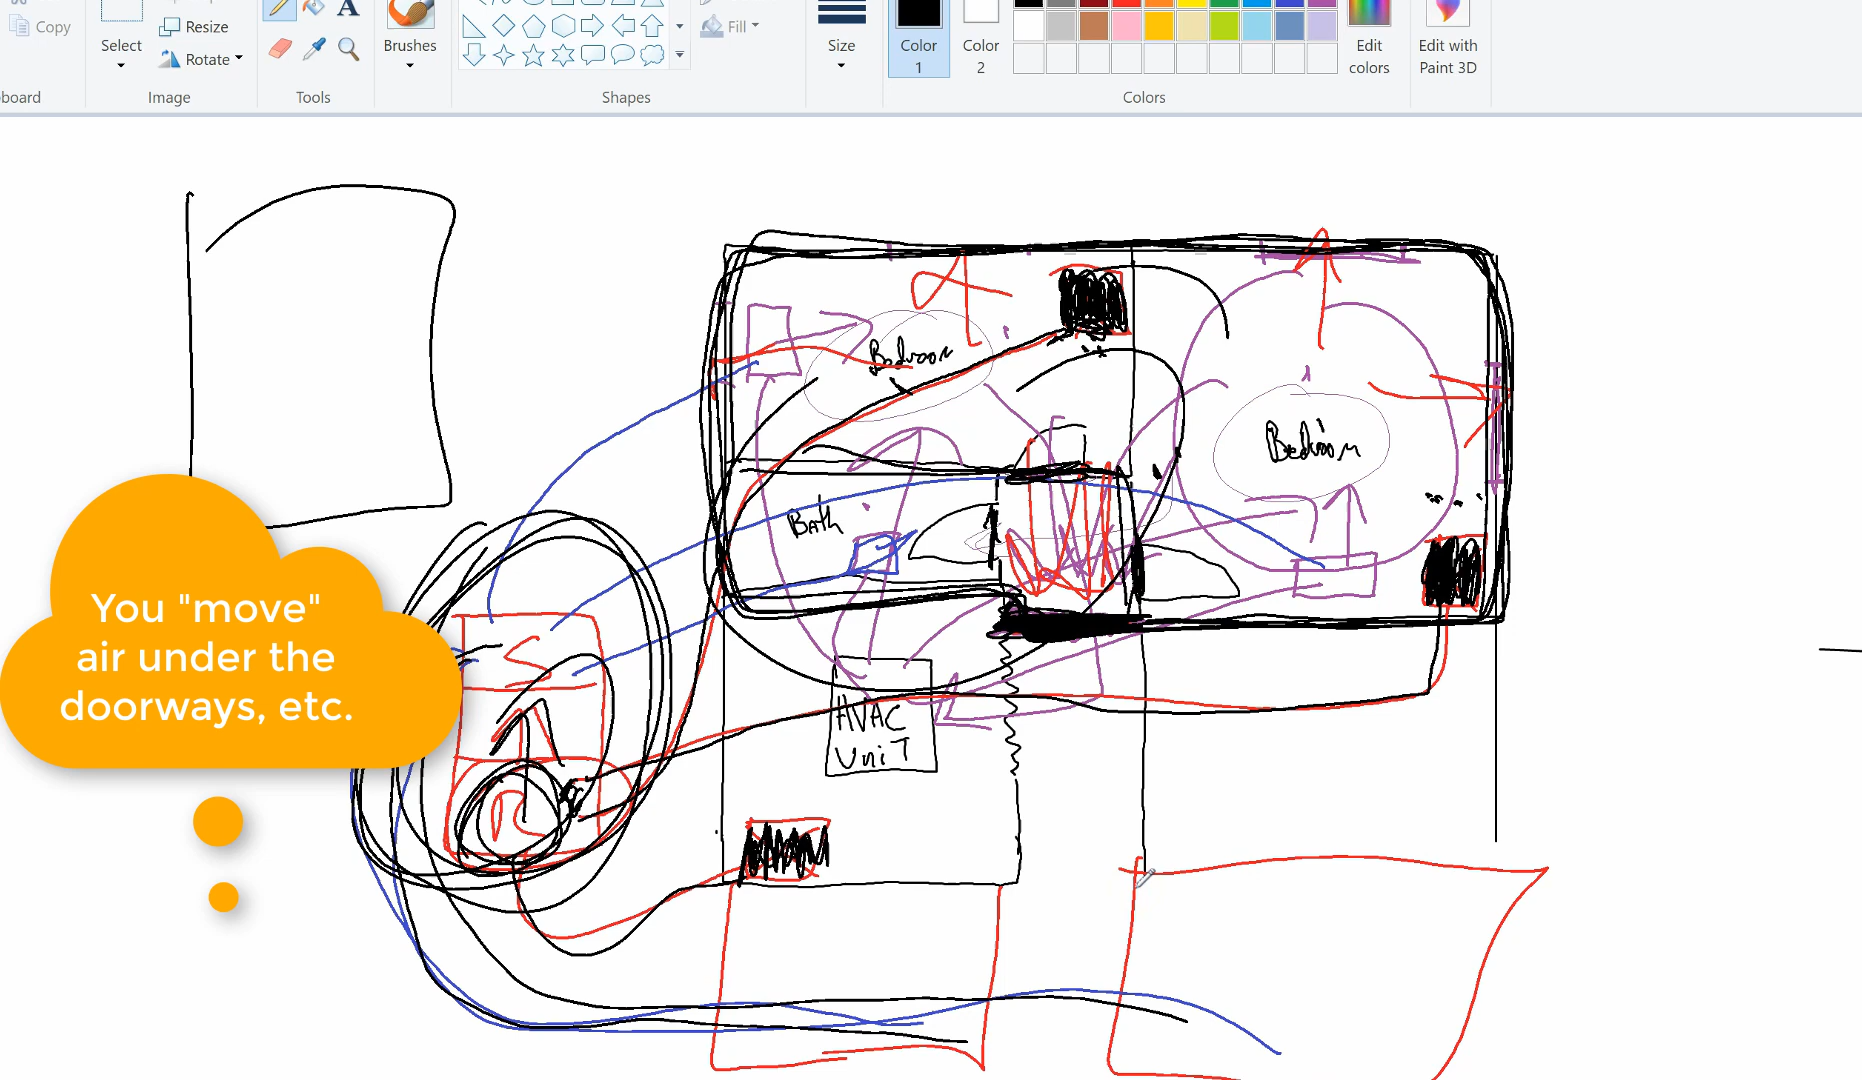 Copy
board
Select
Resize
Rotate
Image
A
Tools
Brushes
Shapes
Fill
Size
Color
1
Color
2
Colors
Edit
colors
Edit with
Paint 3D
Bedroom
Bedroom
Bath
S
R
HVAC
UniT
You "move"
air under the
doorways, etc.